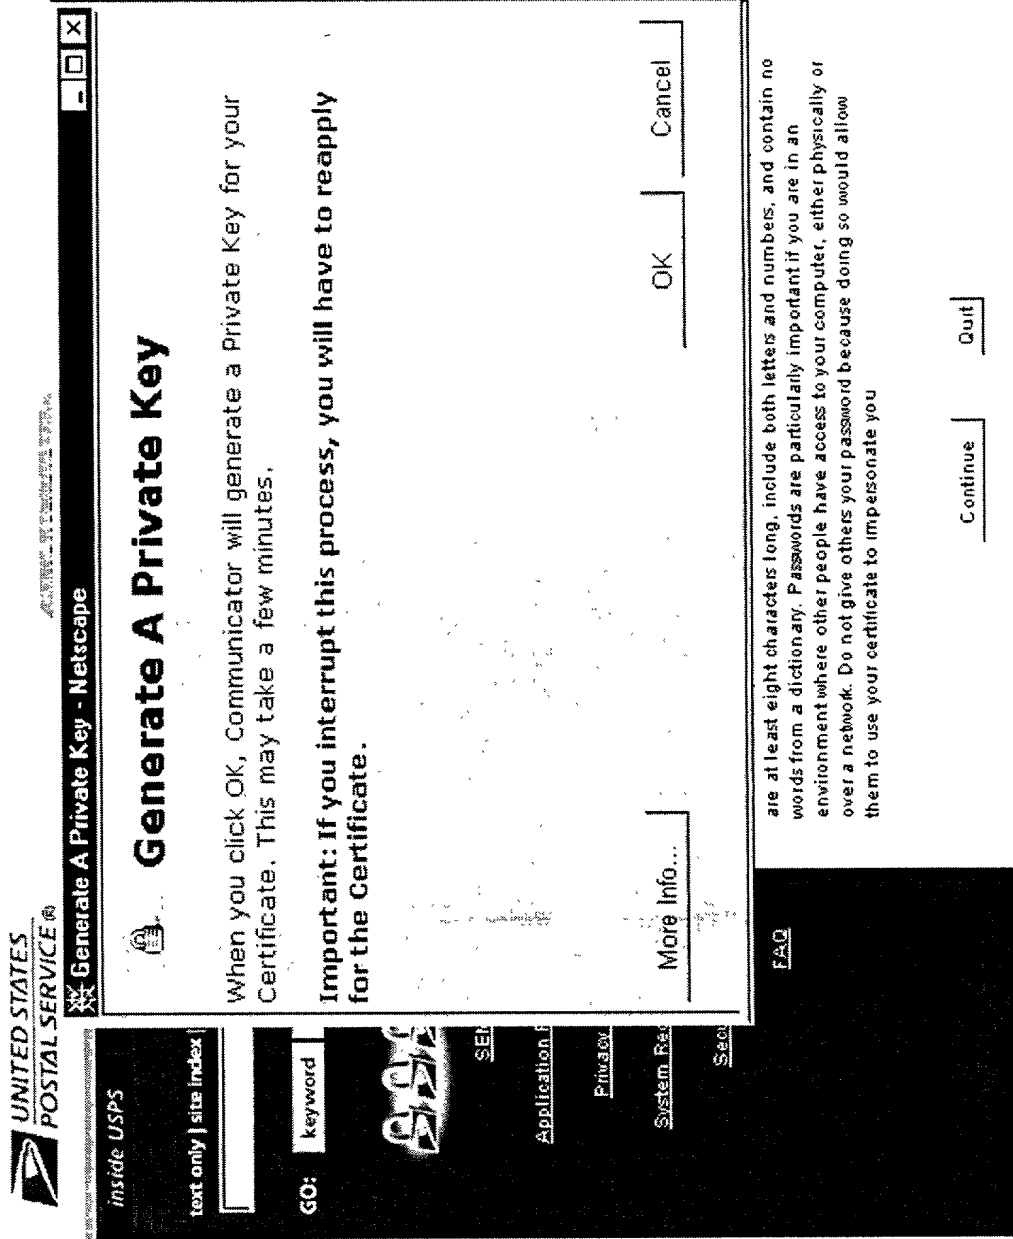 UNITED STATES
POSTAL SERVICE ®
Generate A Private Key - Netscape
Generate A Private Key
When you click OK, Communicator will generate a Private Key for your
Certificate. This may take a few minutes.
Important: If you interrupt this process, you will have to reapply
for the Certificate.
More Info...
OK
Cancel
inside USPS
text only | site index |
GO:
keyword
Application
Privacy
System Rec
Secu
FAQ
are at least eight characters long, include both letters and numbers, and contain no
words from a dictionary. Passwords are particularly important if you are in an
environment where other people have access to your computer, either physically or
over a network. Do not give others your password because doing so would allow
them to use your certificate to impersonate you
Continue
Quit